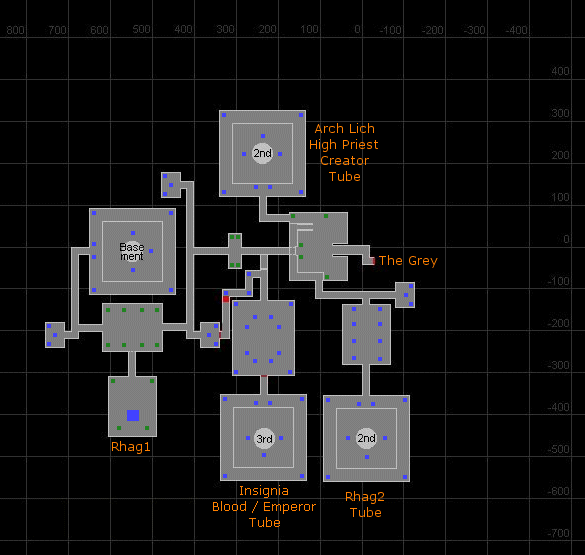 800 700 600 500 400 300 200 100 0 -100 -200 -300 -400
400
300
200
100
0
-100
-200
-300
-400
-500
-600
-700
2nd
Arch Lich
High Priest
Creator
Tube
Base
ment
The Grey
Rhag1
3rd
Insignia
Blood / Emperor
Tube
2nd
Rhag2
Tube